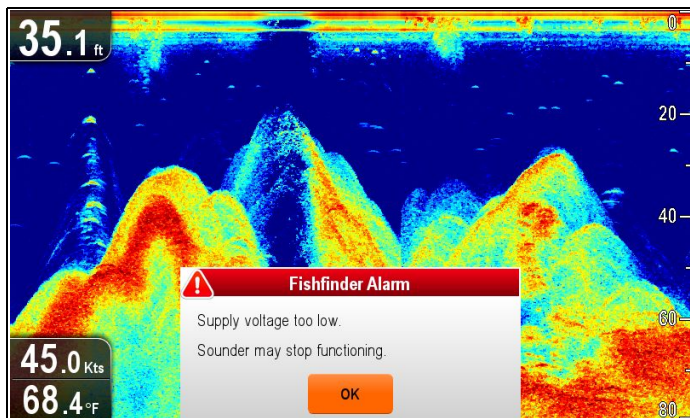 35.1 ft
0
20
40
60
80
Fishfinder Alarm
Supply voltage too low.
Sounder may stop functioning.
OK
45.0 Kts
68.4°F